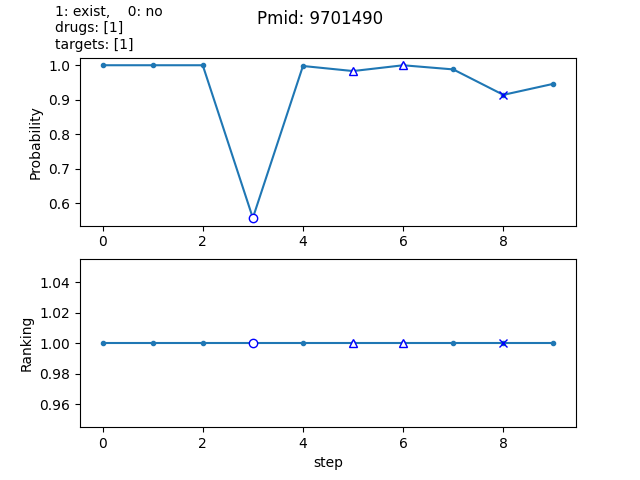 1: exist,    0: no
drugs: [1]
targets: [1]
Pmid: 9701490
Probability
1.0
0.9
0.8
0.7
0.6
0 2 4 6 8
Ranking
1.04
1.02
1.00
0.98
0.96
0 2 4 6 8
step